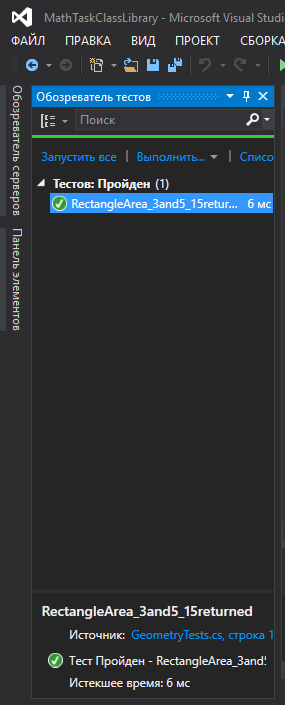 MathTaskClassLibrary - Microsoft Visual Studi
ФАЙЛ ПРАВКА ВИД ПРОЕКТ СБОРКА
Обозреватель серверов
Панель элементов
Обозреватель тестов
Поиск
Запустить все Выполнить... Списо
Тестов: Пройден (1)
RectangleArea_3and5_15retur... 6 мс
RectangleArea_3and5_15returned
Источник: GeometryTests.cs, строка 1
Тест Пройден - RectangleArea_3and5
Истекшее время: 6 мс